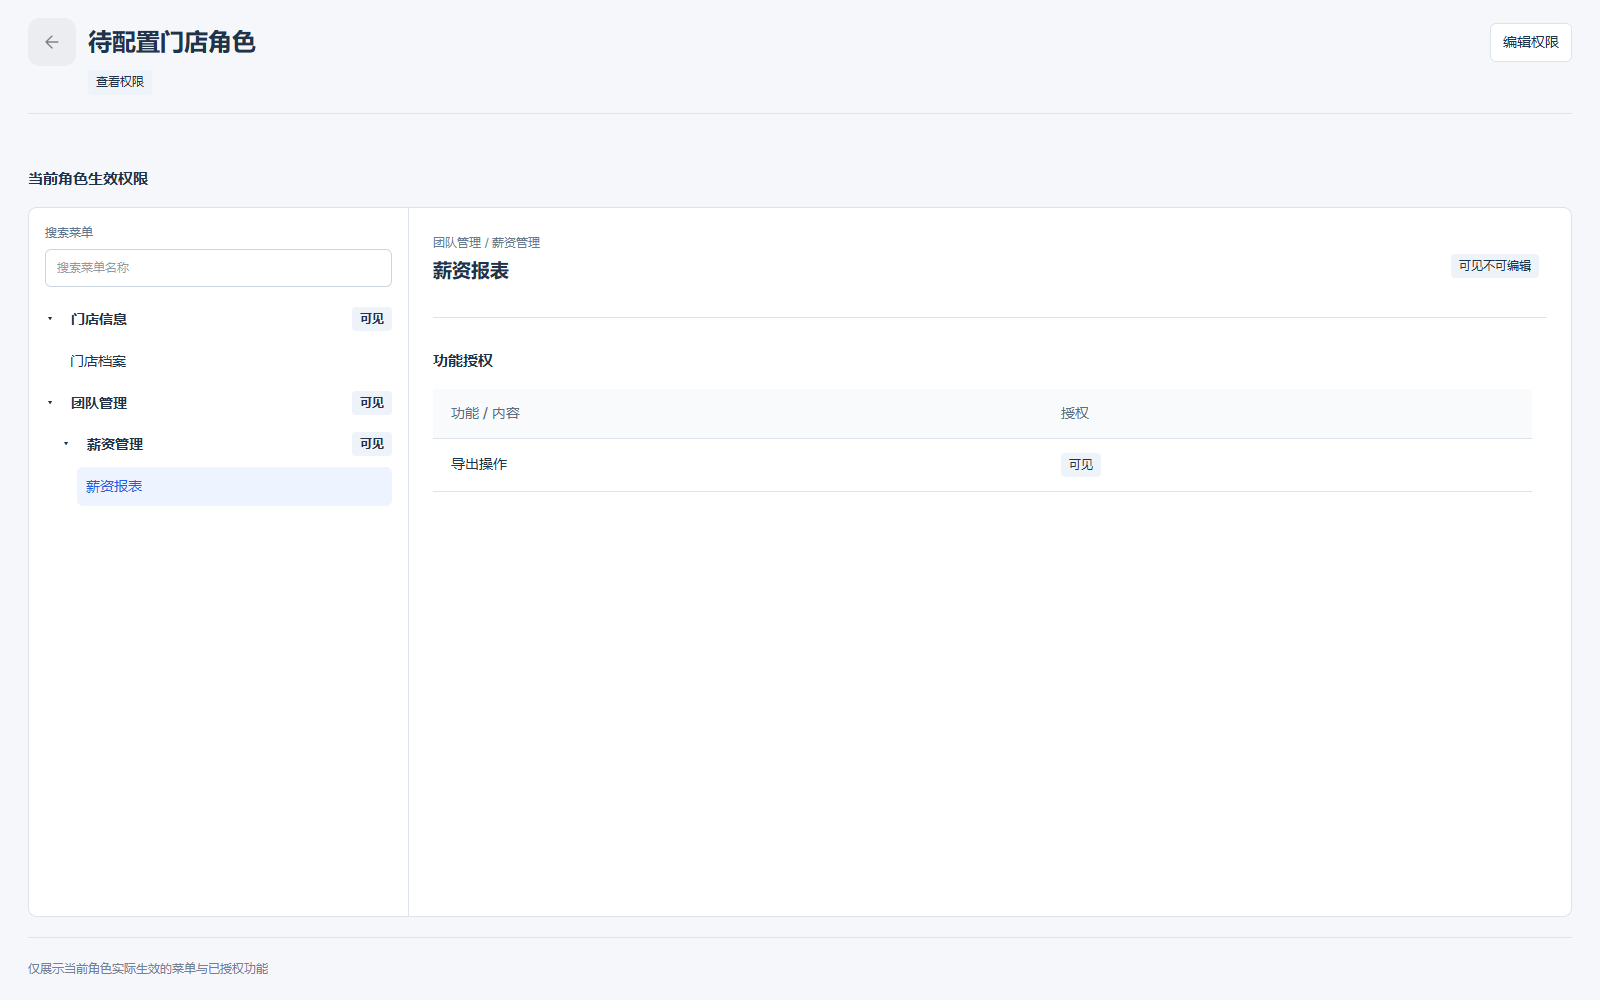 待配置门店角色
编辑权限
查看权限
当前角色生效权限
搜索菜单
搜索菜单名称
门店信息 可见
门店档案
团队管理 可见
薪资管理 可见
薪资报表
团队管理 / 薪资管理
薪资报表
可见不可编辑
功能授权
功能 / 内容 授权
导出操作 可见
仅展示当前角色实际生效的菜单与已授权功能